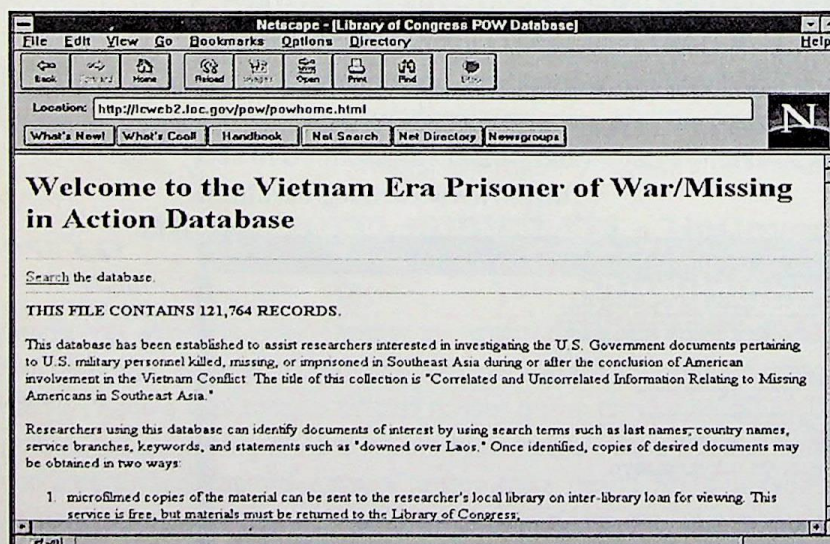 Netscape - [Library of Congress POW Database]
File Edit View Go Bookmarks Options Directory Help
Back Forward Home Reload Images Open Print Find Stop
Location: http://lcweb2.loc.gov/pow/powhome.html
What's New! What's Cool! Handbook Net Search Net Directory Newsgroups
N
Welcome to the Vietnam Era Prisoner of War/Missing
in Action Database
Search the database.
THIS FILE CONTAINS 121,764 RECORDS.
This database has been established to assist researchers interested in investigating the U.S. Government documents pertaining
to U.S. military personnel killed, missing, or imprisoned in Southeast Asia during or after the conclusion of American
involvement in the Vietnam Conflict. The title of this collection is "Correlated and Uncorrelated Information Relating to Missing
Americans in Southeast Asia."
Researchers using this database can identify documents of interest by using search terms such as last names, country names,
service branches, keywords, and statements such as "downed over Laos." Once identified, copies of desired documents may
be obtained in two ways:
1. microfilmed copies of the material can be sent to the researcher's local library on inter-library loan for viewing. This
service is free, but materials must be returned to the Library of Congress;